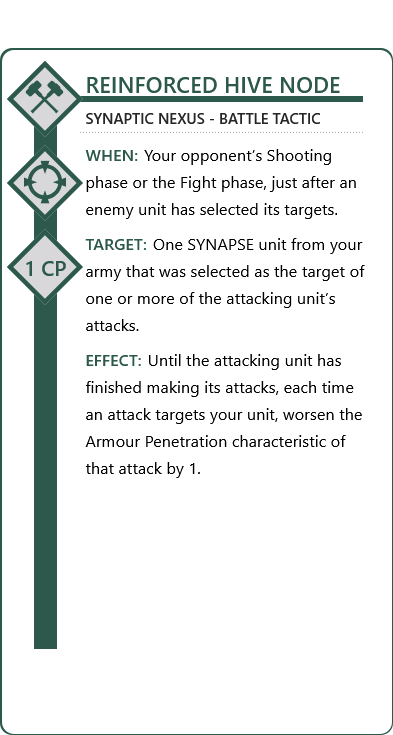 REINFORCED HIVE NODE
SYNAPTIC NEXUS - BATTLE TACTIC
WHEN: Your opponent's Shooting
phase or the Fight phase, just after an
enemy unit has selected its targets.
1 CP
TARGET: One SYNAPSE unit from your
army that was selected as the target of
one or more of the attacking unit's
attacks.
EFFECT: Until the attacking unit has
finished making its attacks, each time
an attack targets your unit, worsen the
Armour Penetration characteristic of
that attack by 1.